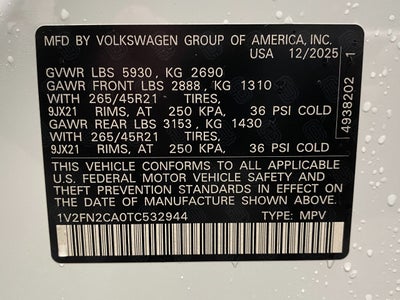 MFD BY VOLKSWAGEN GROUP OF AMERICA, INC.
USA 12/2025
GVWR LBS 5930, KG 2690
GAWR FRONT LBS 2888, KG 1310
WITH 265/45R21 TIRES,
9JX21 RIMS, AT 250 KPA, 36 PSI COLD
GAWR REAR LBS 3153, KG 1430
WITH 265/45R21 TIRES,
9JX21 RIMS, AT 250 KPA, 36 PSI COLD
THIS VEHICLE CONFORMS TO ALL APPLICABLE
U.S. FEDERAL MOTOR VEHICLE SAFETY AND
THEFT PREVENTION STANDARDS IN EFFECT ON THE
DATE OF MANUFACTURE SHOWN ABOVE.
1V2FN2CA0TC532944 TYPE: MPV
4938202 1